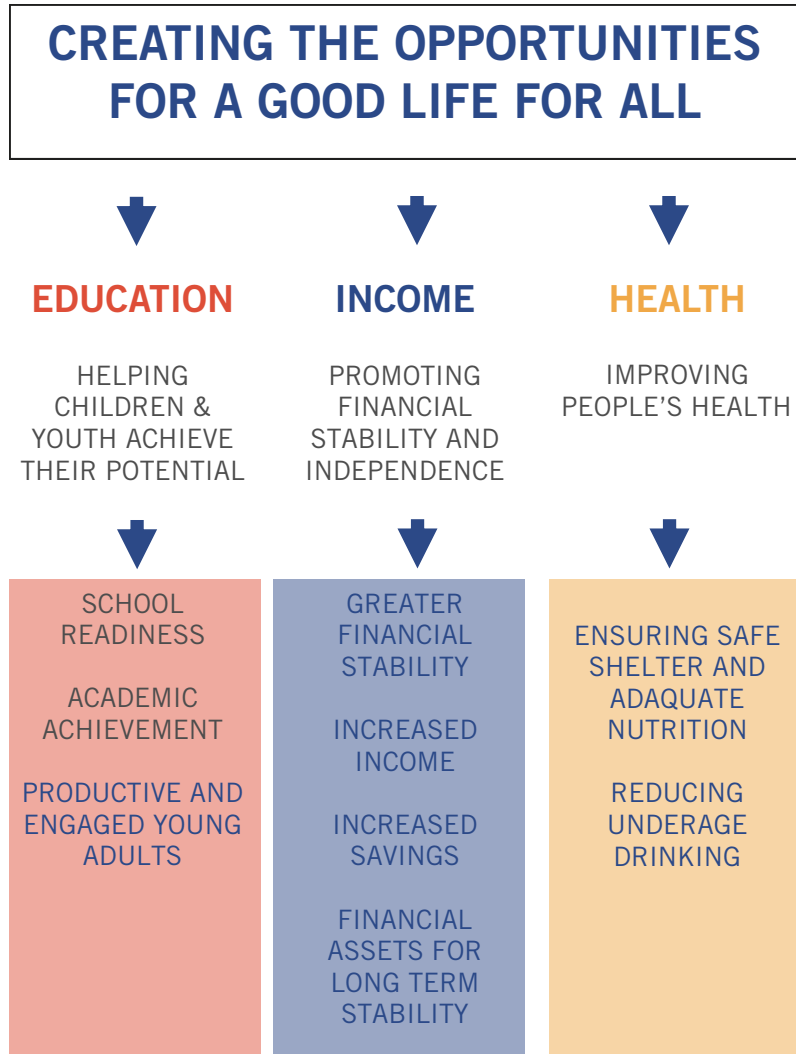 CREATING THE OPPORTUNITIES
FOR A GOOD LIFE FOR ALL
EDUCATION
HELPING
CHILDREN &
YOUTH ACHIEVE
THEIR POTENTIAL
SCHOOL
READINESS
ACADEMIC
ACHIEVEMENT
PRODUCTIVE AND
ENGAGED YOUNG
ADULTS
INCOME
PROMOTING
FINANCIAL
STABILITY AND
INDEPENDENCE
GREATER
FINANCIAL
STABILITY
INCREASED
INCOME
INCREASED
SAVINGS
FINANCIAL
ASSETS FOR
LONG TERM
STABILITY
HEALTH
IMPROVING
PEOPLE'S HEALTH
ENSURING SAFE
SHELTER AND
ADAQUATE
NUTRITION
REDUCING
UNDERAGE
DRINKING